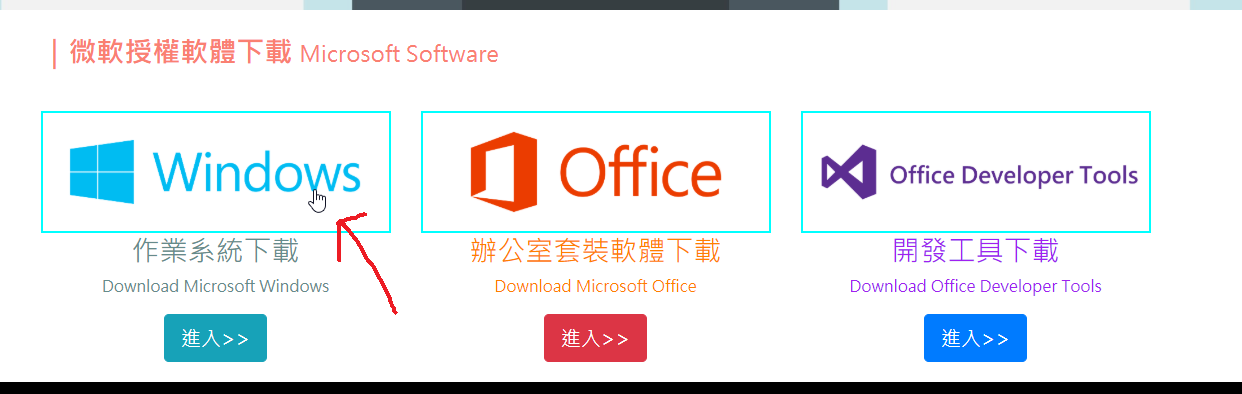 | 微軟授權軟體下載 Microsoft Software
Windows
Office
Office Developer Tools
作業系統下載
辦公室套裝軟體下載
開發工具下載
Download Microsoft Windows
Download Microsoft Office
Download Office Developer Tools
進入>>
進入>>
進入>>